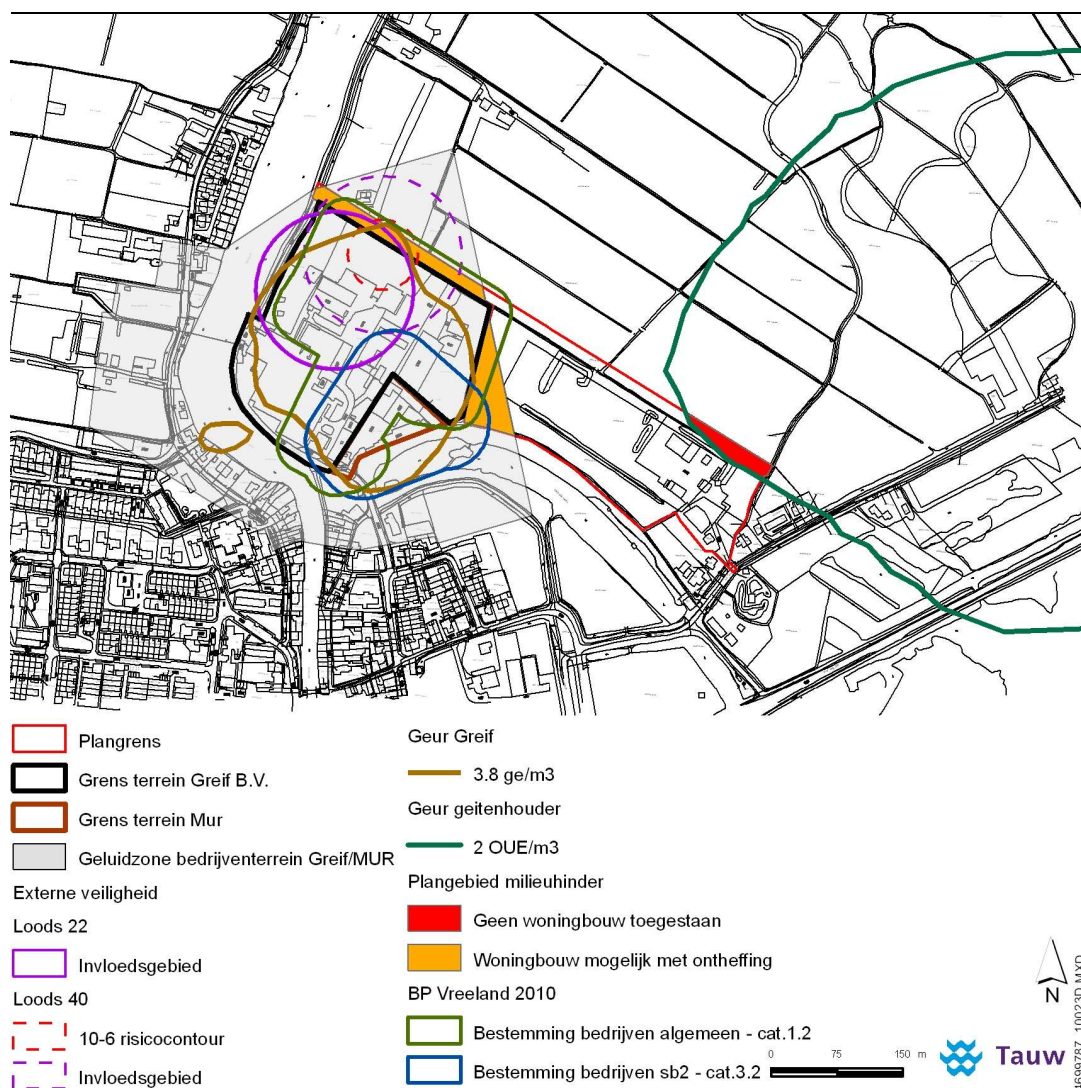 Plangrens
Grens terrein Greif B.V.
Grens terrein Mur
Geluidzone bedrijventerrein Greif/MUR
Externe veiligheid
Loods 22
Invloedsgebied
Loods 40
10-6 risicocontour
Invloedsgebied
Geur Greif
3.8 ge/m3
Geur geitenhouder
2 OUE/m3
Plangebied milieuhinder
Geen woningbouw toegestaan
Woningbouw mogelijk met ontheffing
BP Vreeland 2010
Bestemming bedrijven algemeen - cat.1.2
Bestemming bedrijven sb2 - cat.3.2
0 75 150 m
N
Tauw